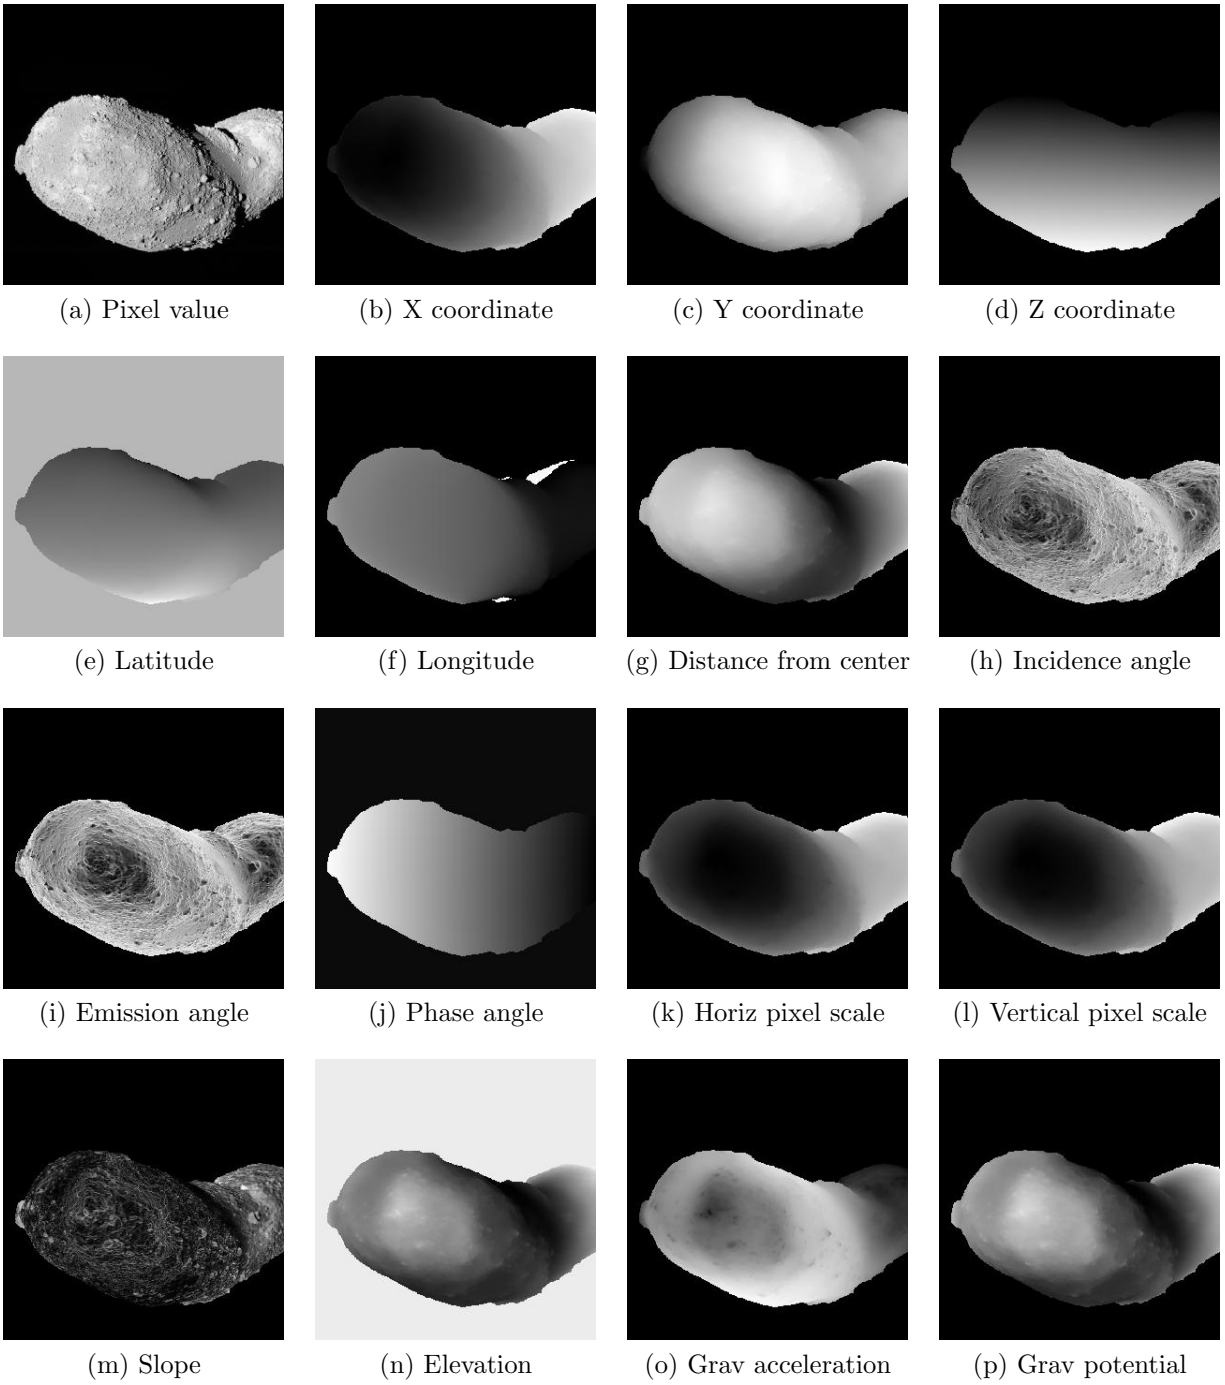 (a) Pixel value
(b) X coordinate
(c) Y coordinate
(d) Z coordinate
(e) Latitude
(f) Longitude
(g) Distance from center
(h) Incidence angle
(i) Emission angle
(j) Phase angle
(k) Horiz pixel scale
(l) Vertical pixel scale
(m) Slope
(n) Elevation
(o) Grav acceleration
(p) Grav potential